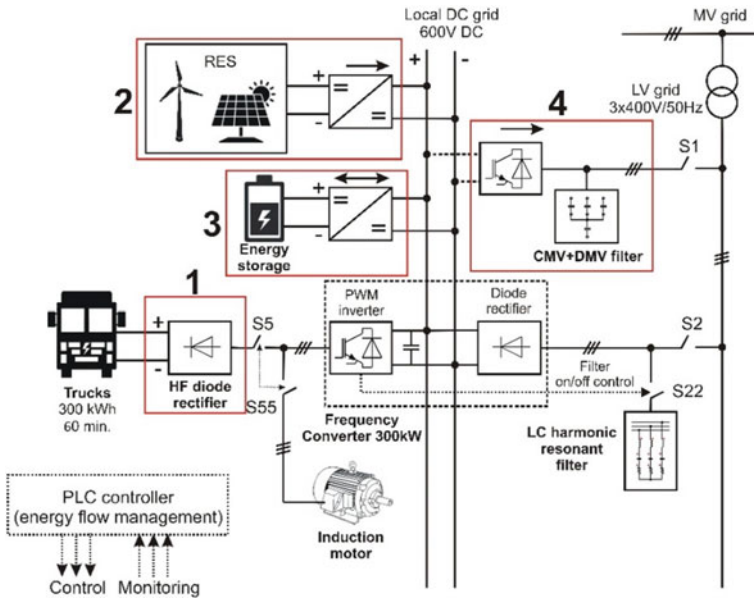 Local DC grid
600V DC
+
-
MV grid
RES
2
+
-
=
=
LV grid
3x400V/50Hz
4
S1
CMV+DMV filter
3
+
-
=
=
Energy
storage
1
+
-
HF diode
rectifier
Trucks
300 kWh
60 min.
S5
S55
PWM
inverter
Diode
rectifier
Frequency
Converter 300kW
S2
Filter
on/off control
S22
LC harmonic
resonant
filter
Induction
motor
PLC controller
(energy flow management)
Control
Monitoring